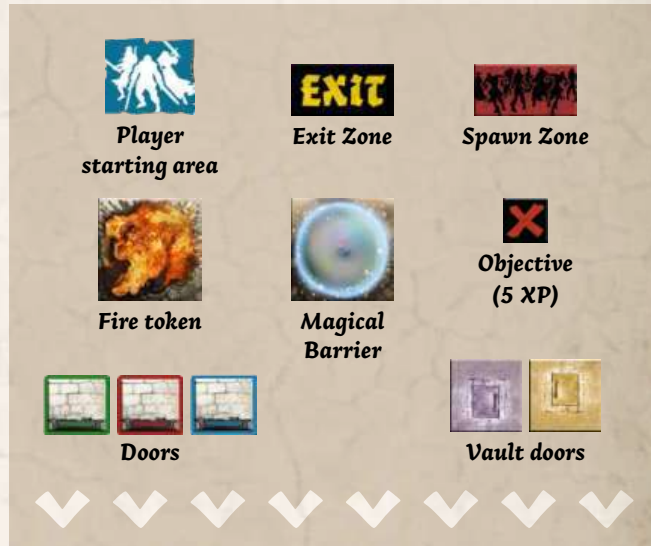 EXIT
Player
starting area
Exit Zone
Spawn Zone
Fire token
Magical
Barrier
Objective
(5 XP)
Doors
Vault doors